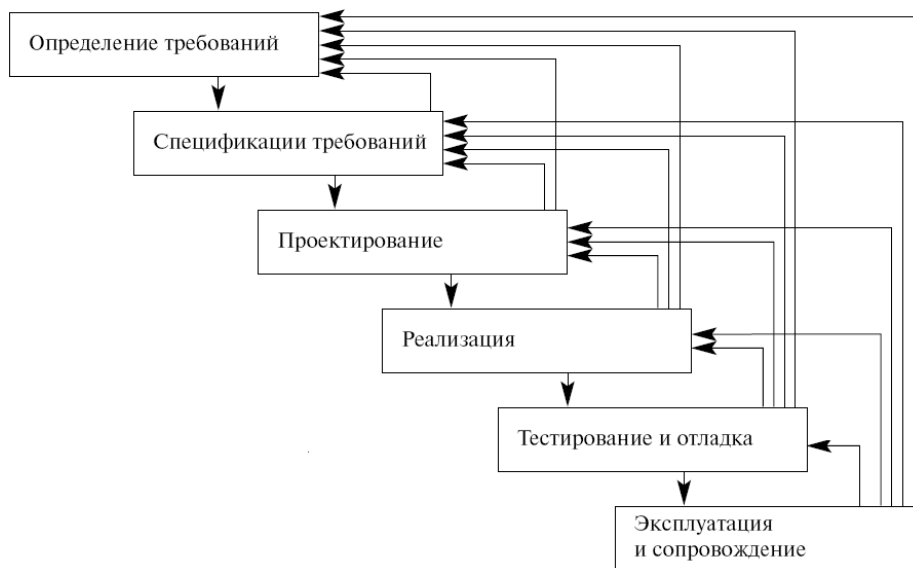 Определение требований
Спецификации требований
Проектирование
Реализация
Тестирование и отладка
Эксплуатация
и сопровождение